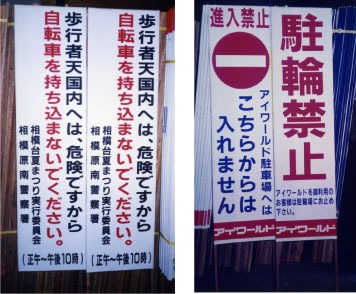 歩行者天国内へは、危険ですから
自転車を持ち込まないでください。
相模台夏まつり実行委員会
相模原南警察署
(正午〜午後10時)
歩行者天国内へは、危険ですから
自転車を持ち込まないでください。
相模台夏まつり実行委員会
相模原南警察署
(正午〜午後10時)
進入禁止
アイワールド駐車場へは
こちらからは
入れません
アイワールド
駐輪禁止
アイワールドを御利用の
お客様は駐輪場にお止め
下さい。
アイワールド